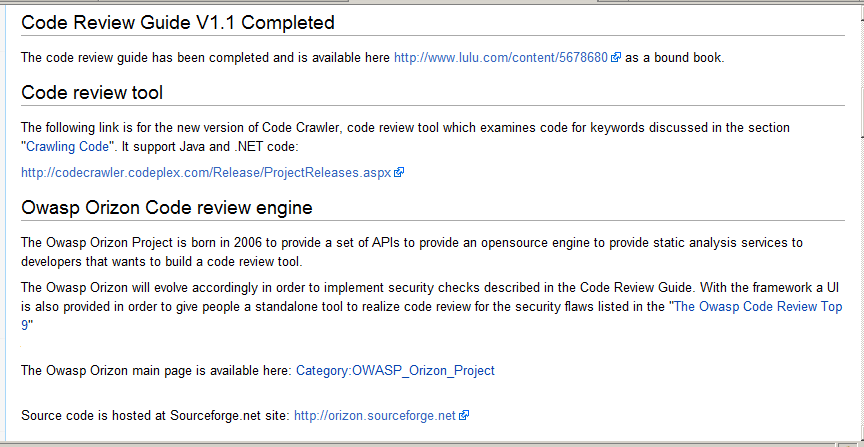 Code Review Guide V1.1 Completed
The code review guide has been completed and is available here http://www.lulu.com/content/5678680 as a bound book.
Code review tool
The following link is for the new version of Code Crawler, code review tool which examines code for keywords discussed in the section
"Crawling Code". It support Java and .NET code:
http://codecrawler.codeplex.com/Release/ProjectReleases.aspx
Owasp Orizon Code review engine
The Owasp Orizon Project is born in 2006 to provide a set of APIs to provide an opensource engine to provide static analysis services to
developers that wants to build a code review tool.
The Owasp Orizon will evolve accordingly in order to implement security checks described in the Code Review Guide. With the framework a UI
is also provided in order to give people a standalone tool to realize code review for the security flaws listed in the "The Owasp Code Review Top
9"
The Owasp Orizon main page is available here: Category:OWASP_Orizon_Project
Source code is hosted at Sourceforge.net site: http://orizon.sourceforge.net